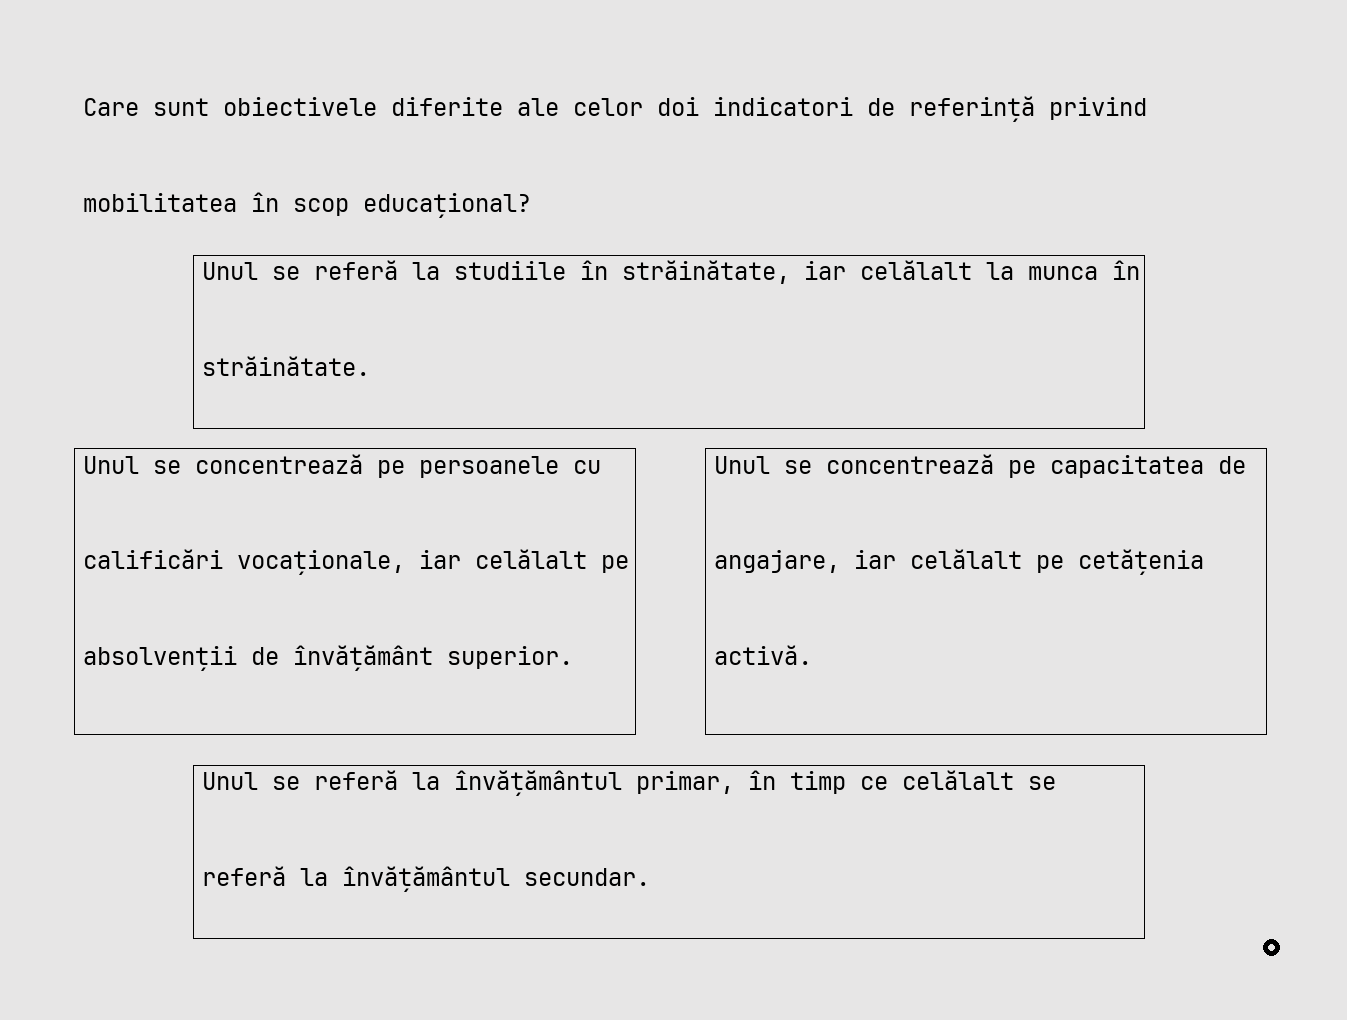 Care sunt obiectivele diferite ale celor doi indicatori de referință privind
mobilitatea în scop educațional?
Unul se referă la studiile în străinătate, iar celălalt la munca în
străinătate.
Unul se concentrează pe persoanele cu
calificări vocaționale, iar celălalt pe
absolvenții de învățământ superior.
Unul se concentrează pe capacitatea de
angajare, iar celălalt pe cetățenia
activă.
Unul se referă la învățământul primar, în timp ce celălalt se
referă la învățământul secundar.